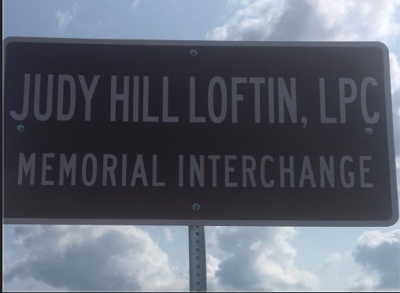 JUDY HILL LOFTIN, LPC
MEMORIAL INTERCHANGE